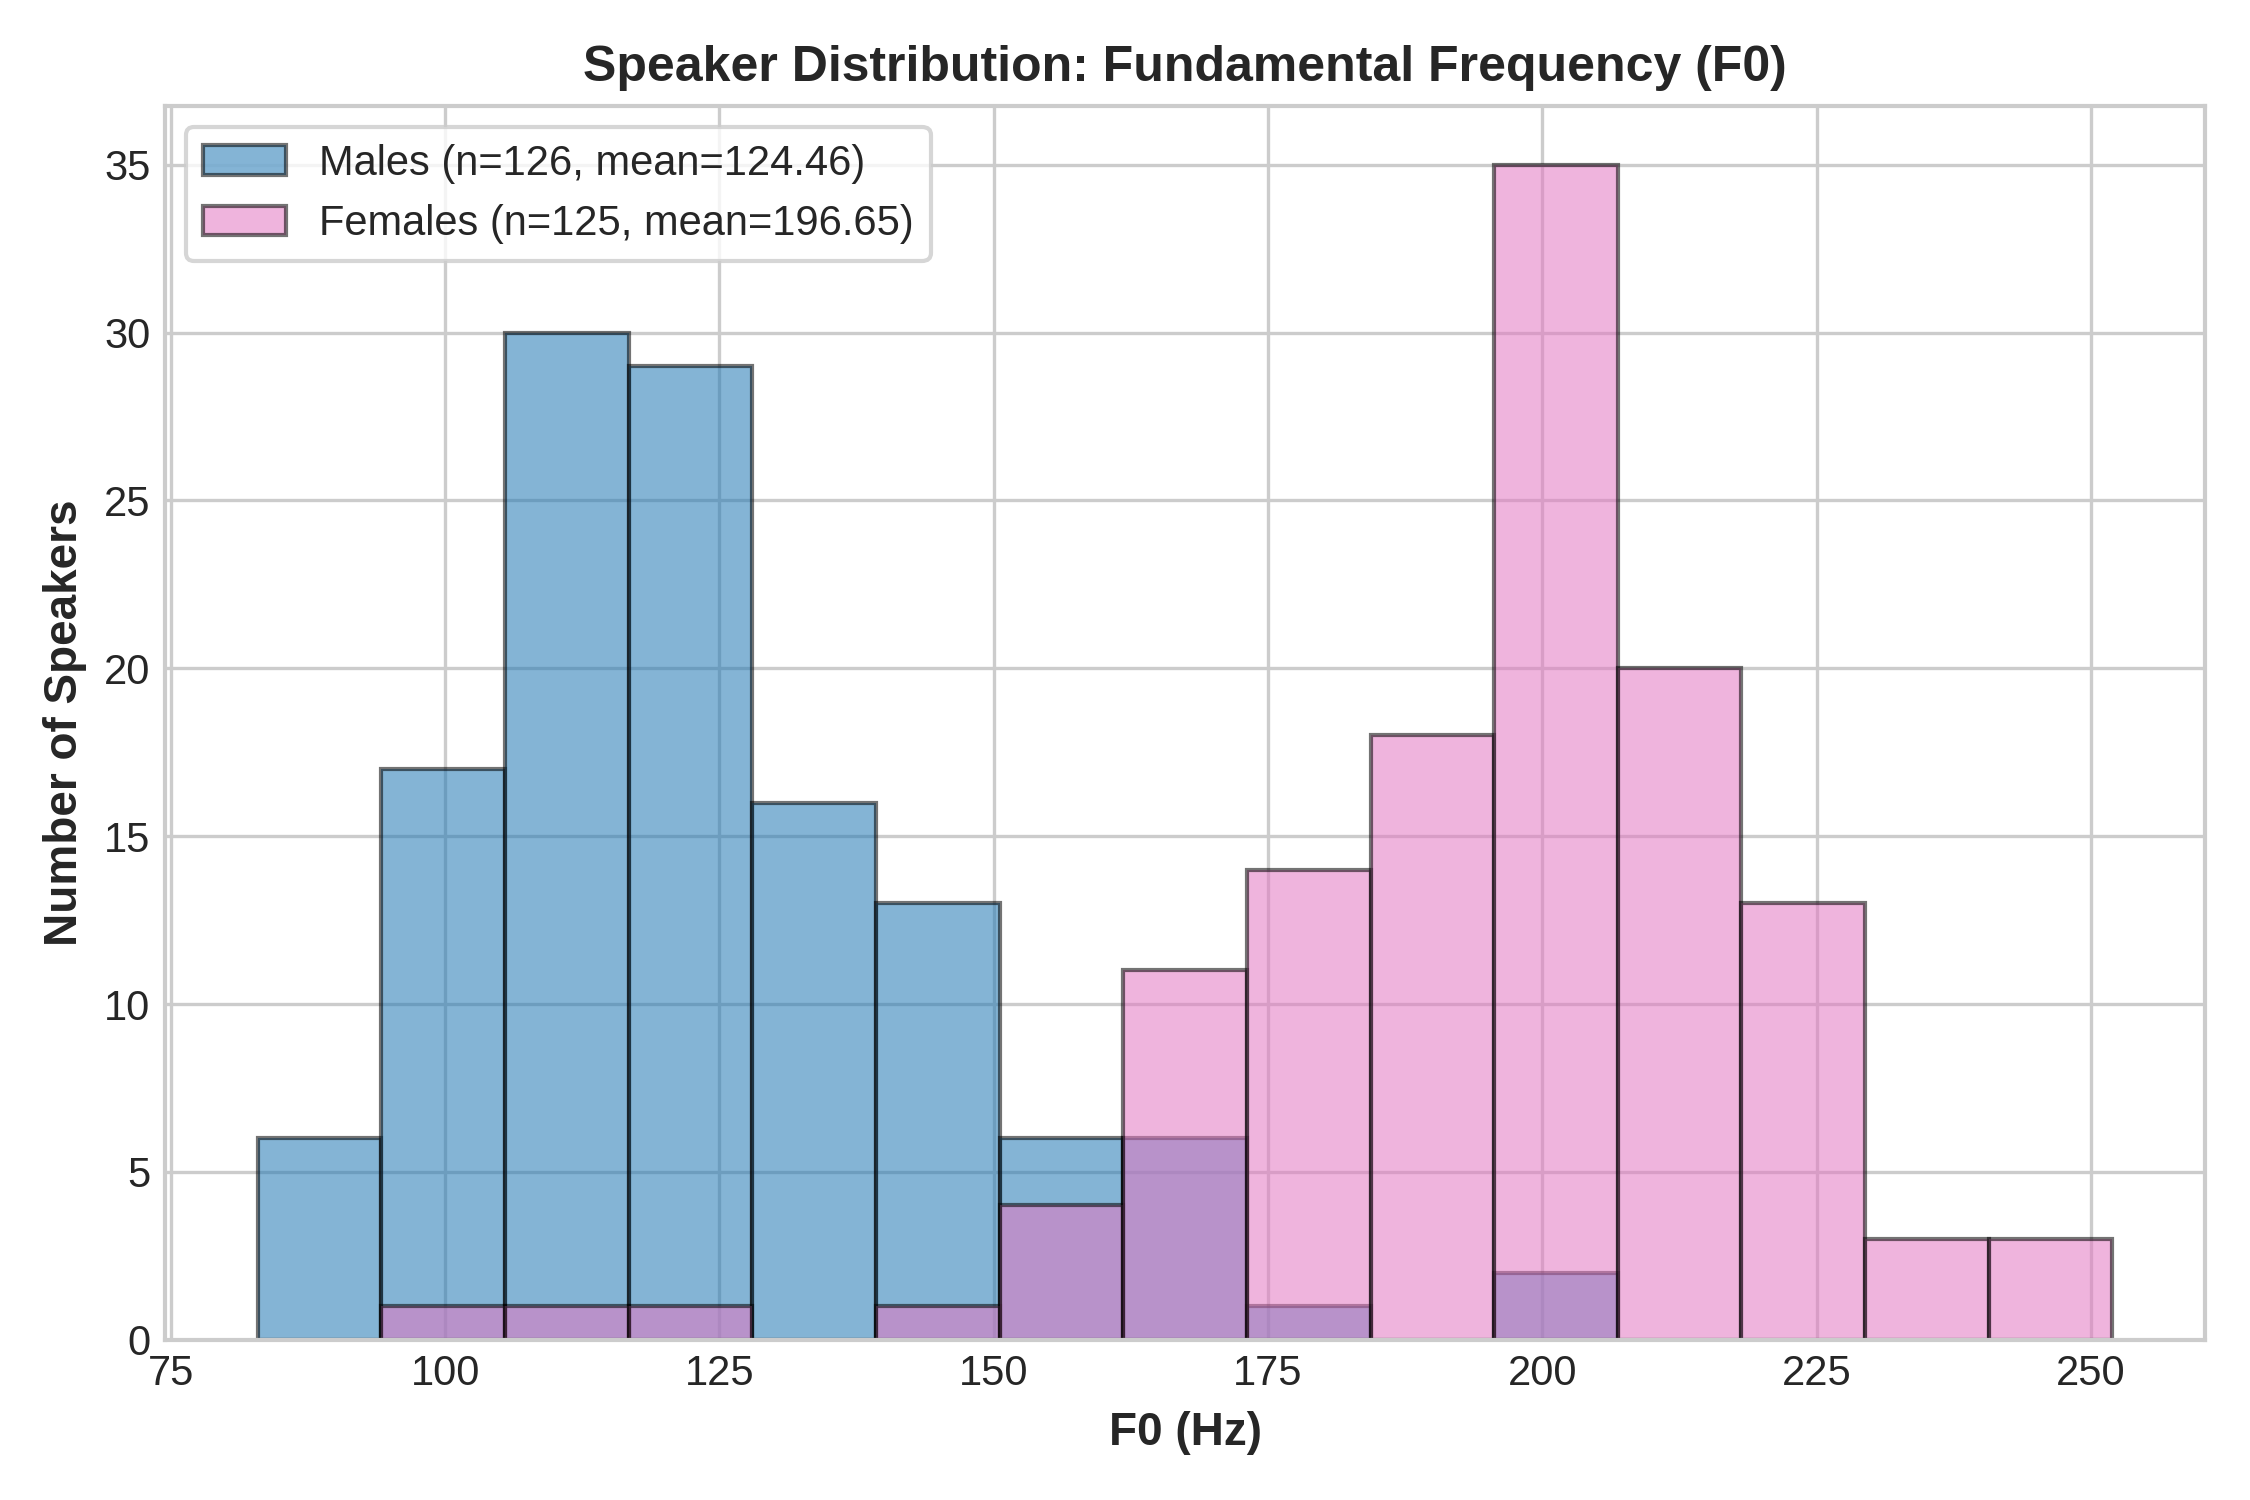 Speaker Distribution: Fundamental Frequency (F0)
Males (n=126, mean=124.46)
Females (n=125, mean=196.65)
Number of Speakers
35
30
25
20
15
10
5
0
75 100 125 150 175 200 225 250
F0 (Hz)